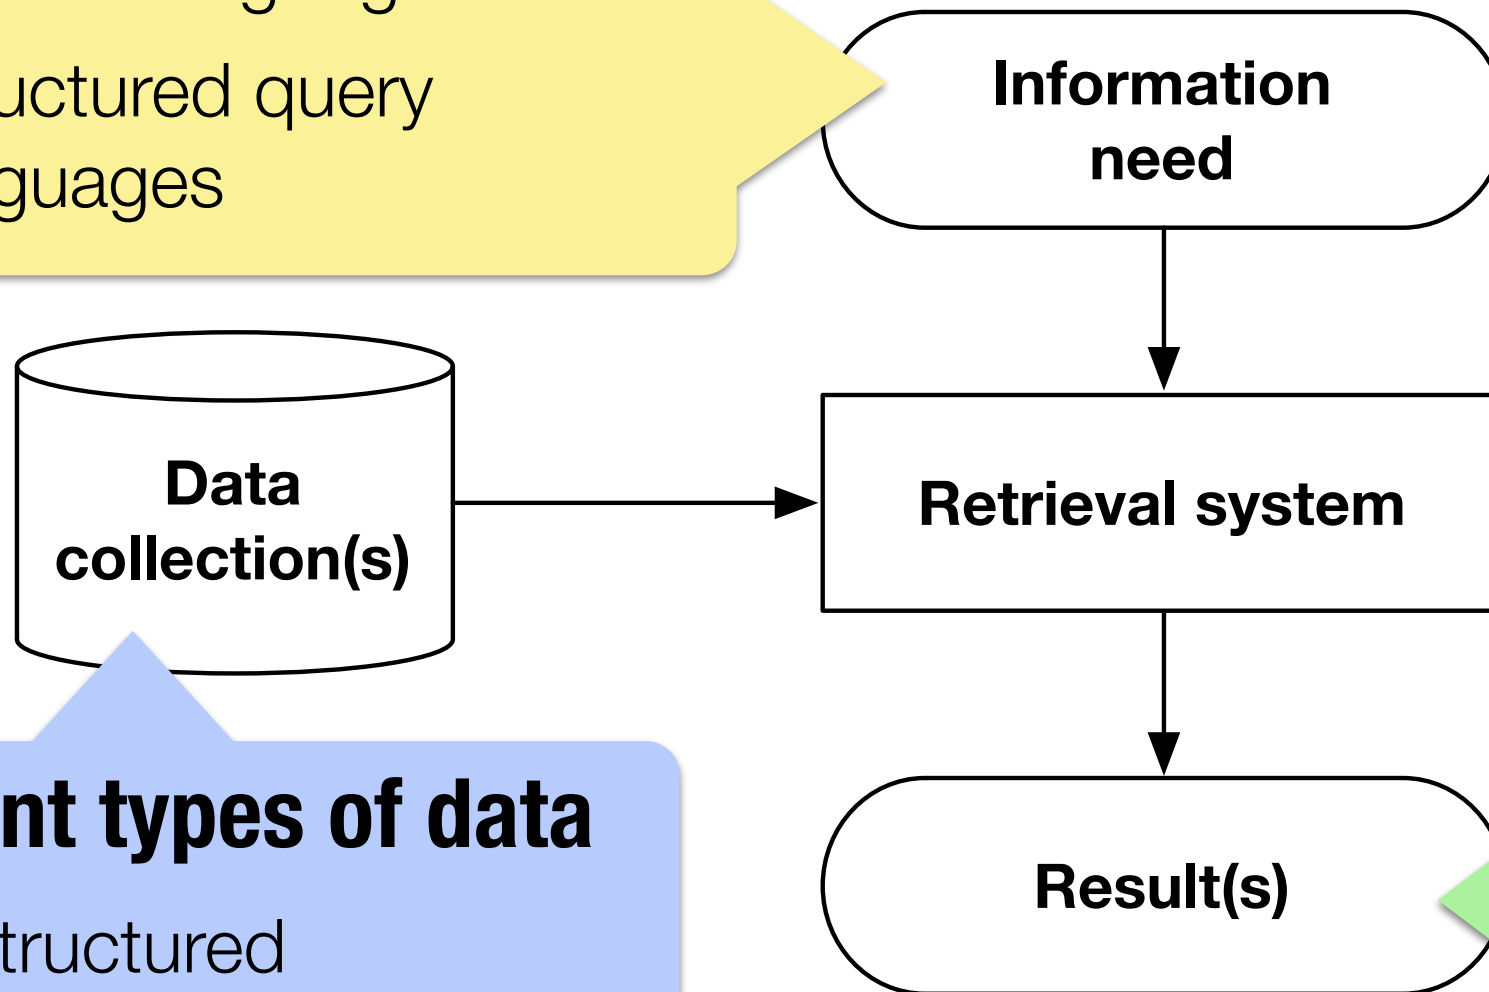 uctured query
guages
Information
need
Data
collection(s)
Retrieval system
nt types of data
tructured
Result(s)